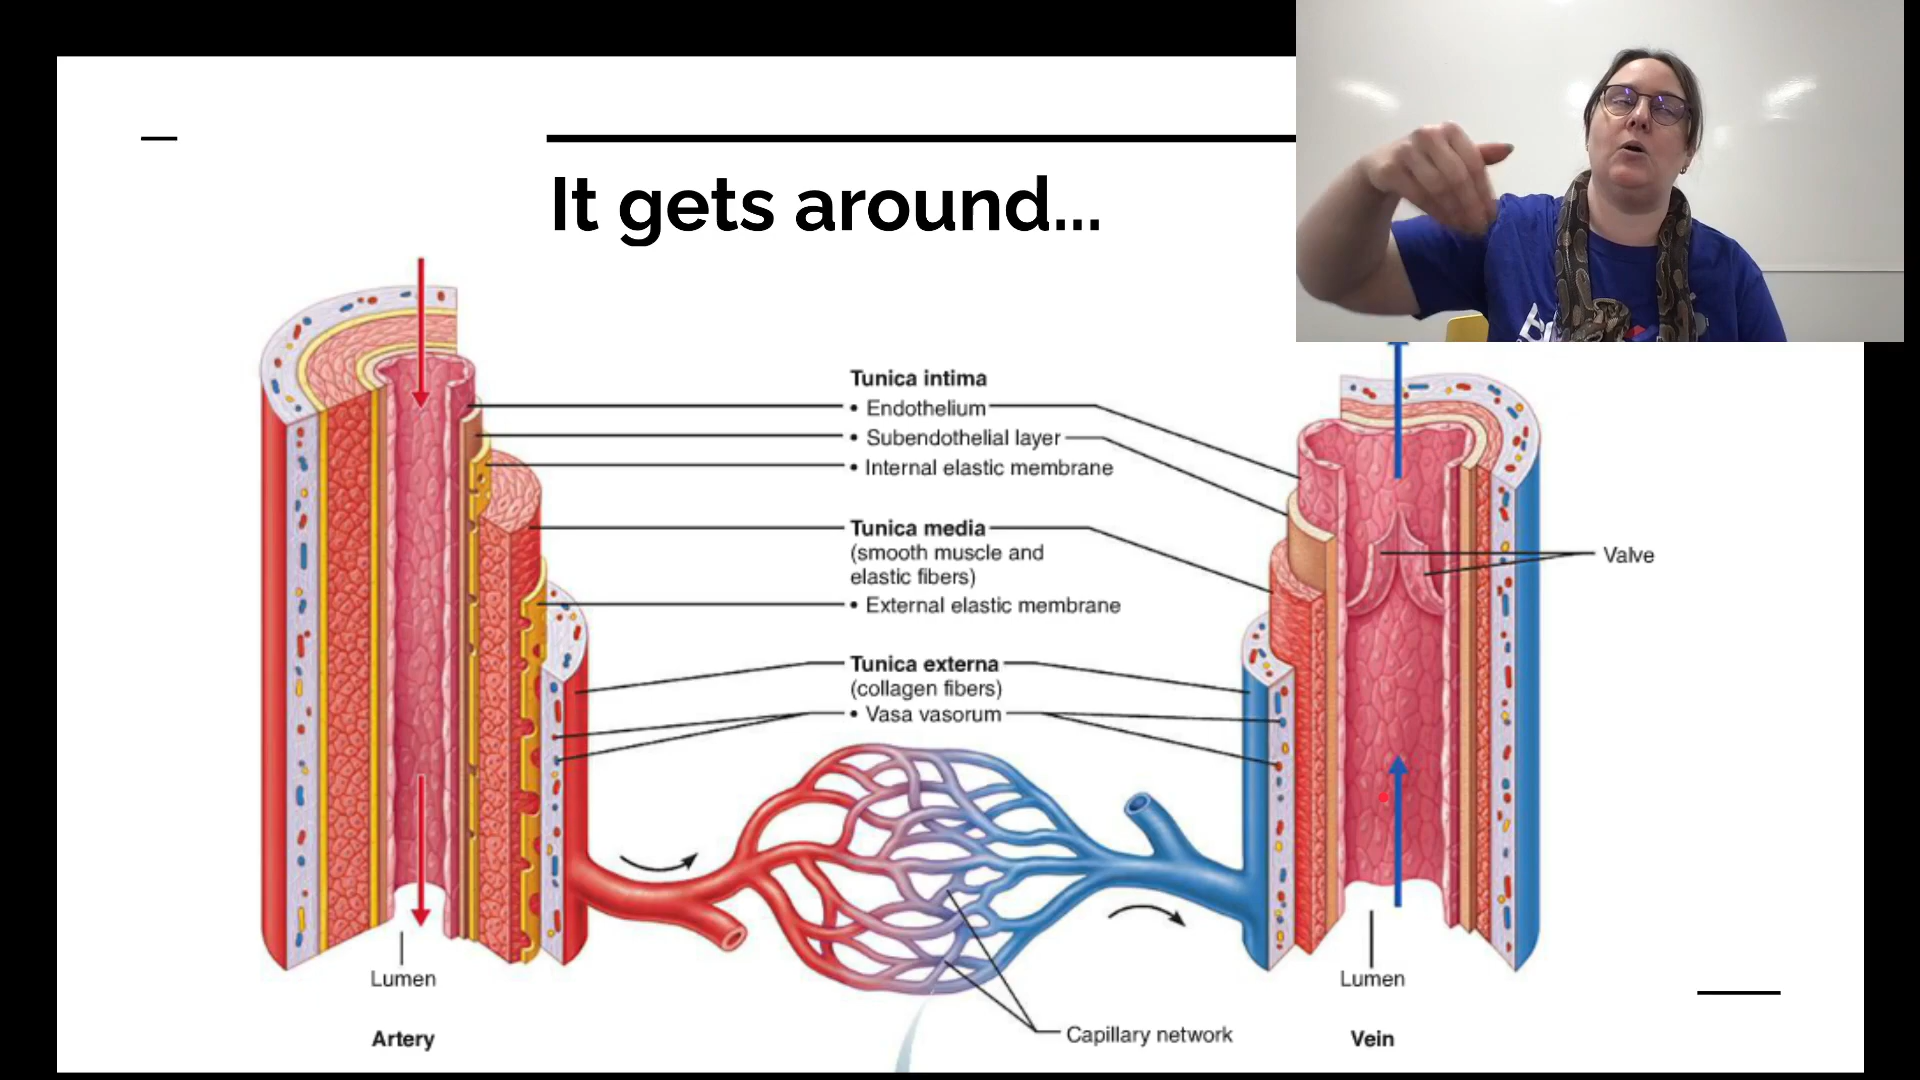 It gets around...
Tunica intima
• Endothelium
• Subendothelial layer
• Internal elastic membrane
Tunica media
(smooth muscle and
elastic fibers)
• External elastic membrane
Tunica externa
(collagen fibers)
• Vasa vasorum
Valve
Lumen
Lumen
Artery
Capillary network
Vein